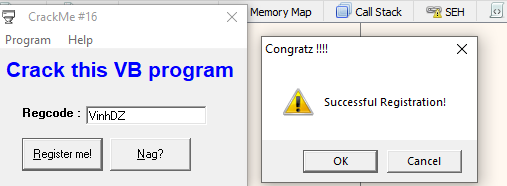 CrackMe #16
Memory Map
Call Stack
SEH
Program Help
Crack this VB program
Regcode :
VinhDZ
Register me!
Nag?
Congratz !!!!
Successful Registration!
OK
Cancel